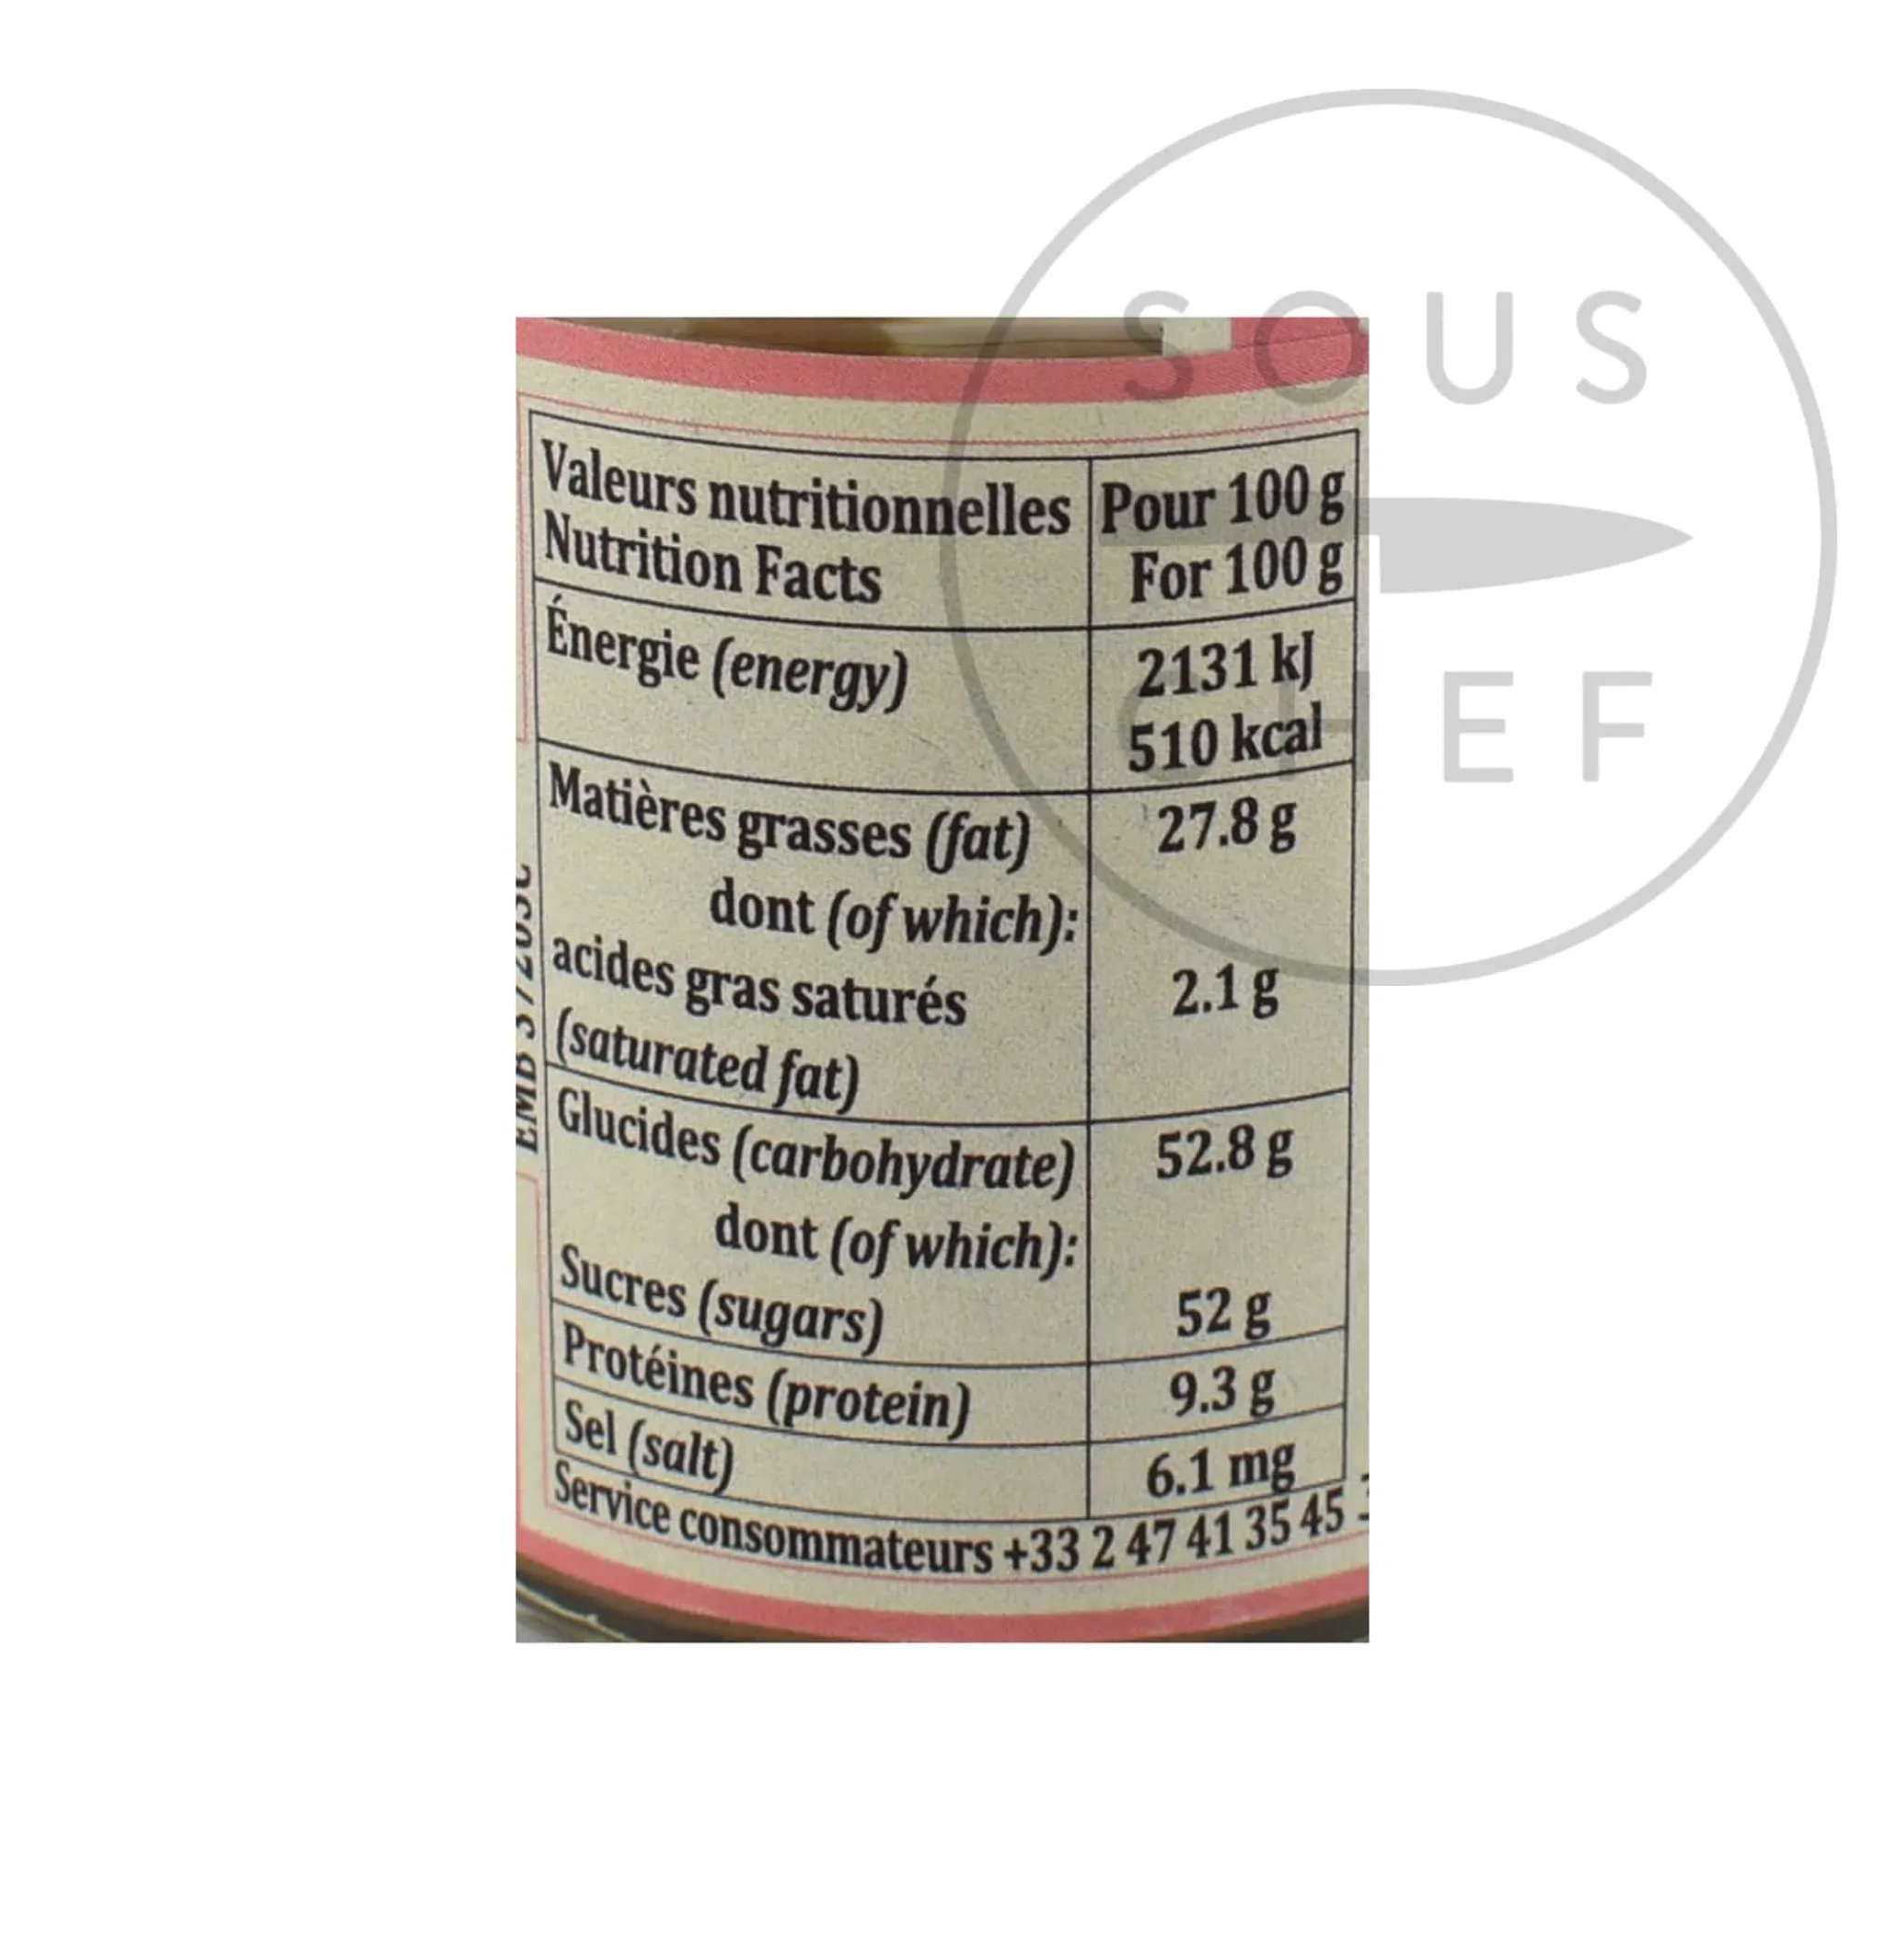 SOUS
CHEF
Valeurs nutritionnelles Pour 100 g
Nutrition Facts For 100 g
Énergie (energy) 2131 kJ
510 kcal
Matières grasses (fat) 27.8 g
dont (of which):
acides gras saturés 2.1 g
(saturated fat)
Glucides (carbohydrate) 52.8 g
dont (of which):
Sucres (sugars) 52 g
Protéines (protein) 9.3 g
Sel (salt) 6.1 mg
Service consommateurs +33 2 47 41 35 45
EMB